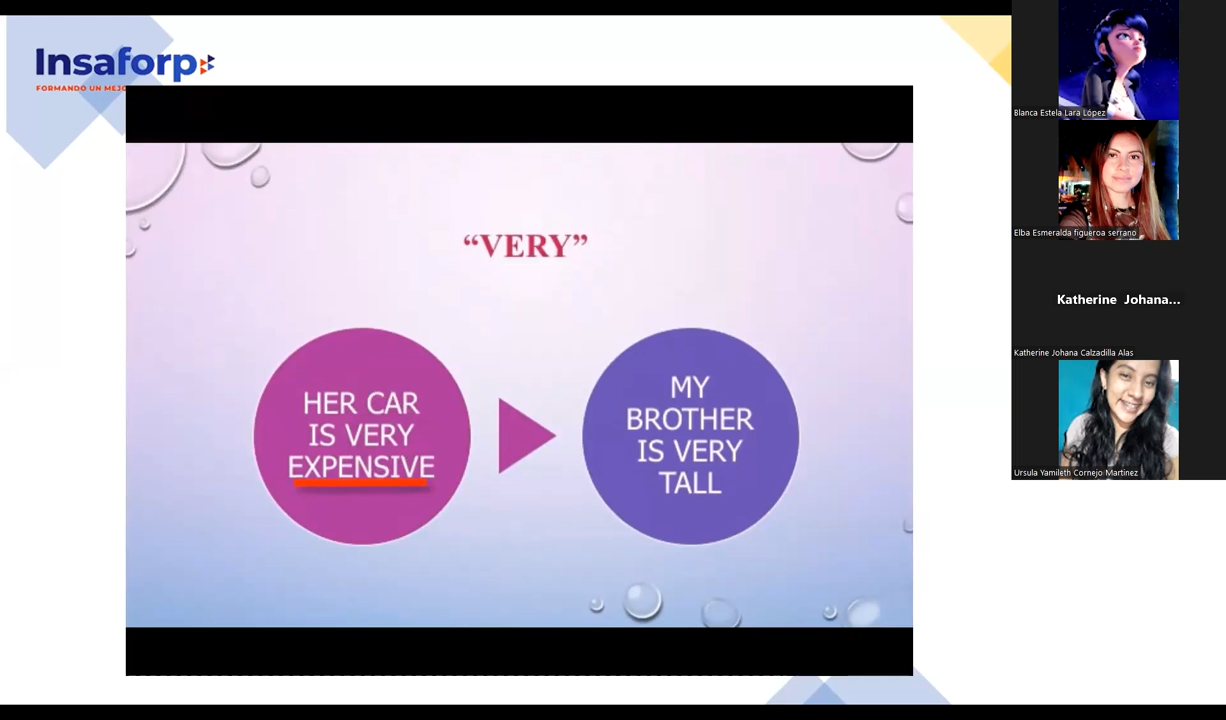 Insaforp
FORMANDO UN MEJO
“VERY”
HER CAR
IS VERY
EXPENSIVE
MY
BROTHER
IS VERY
TALL
Blanca Estela Lara López
Elba Esmeralda figueroa serrano
Katherine Johana...
Katherine Johana Calzadilla Alas
Ursula Yamileth Cornejo Martinez